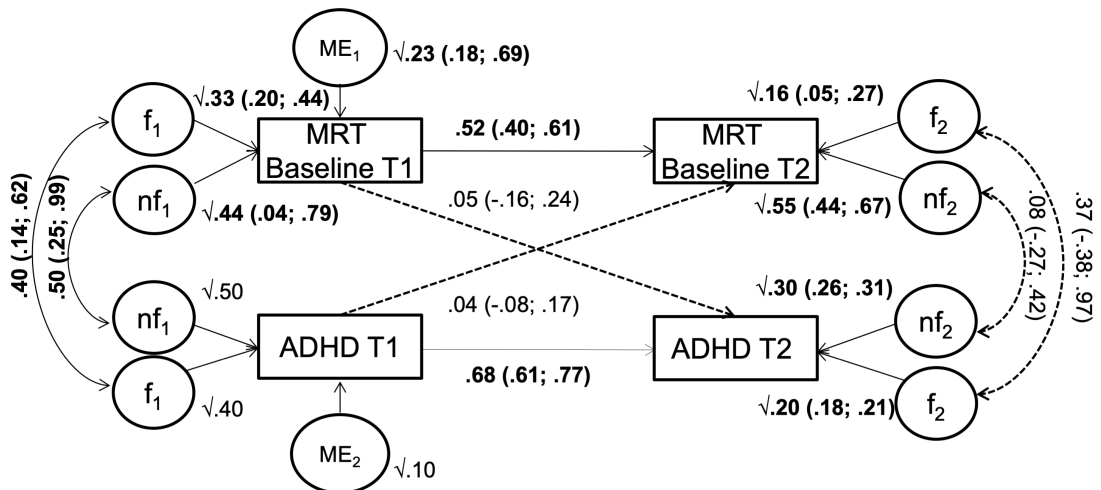 ME₁
√.23 (.18; .69)
f₁
√.33 (.20; .44)
MRT
Baseline T1
nf₁
√.44 (.04; .79)
.52 (.40; .61)
MRT
Baseline T2
√.16 (.05; .27)
f₂
nf₂
√.55 (.44; .67)
.05 (-.16; .24)
.40 (.14; .62)
.50 (.25; .99)
.08 (-.27; .42)
.37 (-.38; .97)
.04 (-.08; .17)
nf₁
√.50
ADHD T1
f₁
√.40
.68 (.61; .77)
ADHD T2
√.30 (.26; .31)
nf₂
√.20 (.18; .21)
f₂
ME₂
√.10